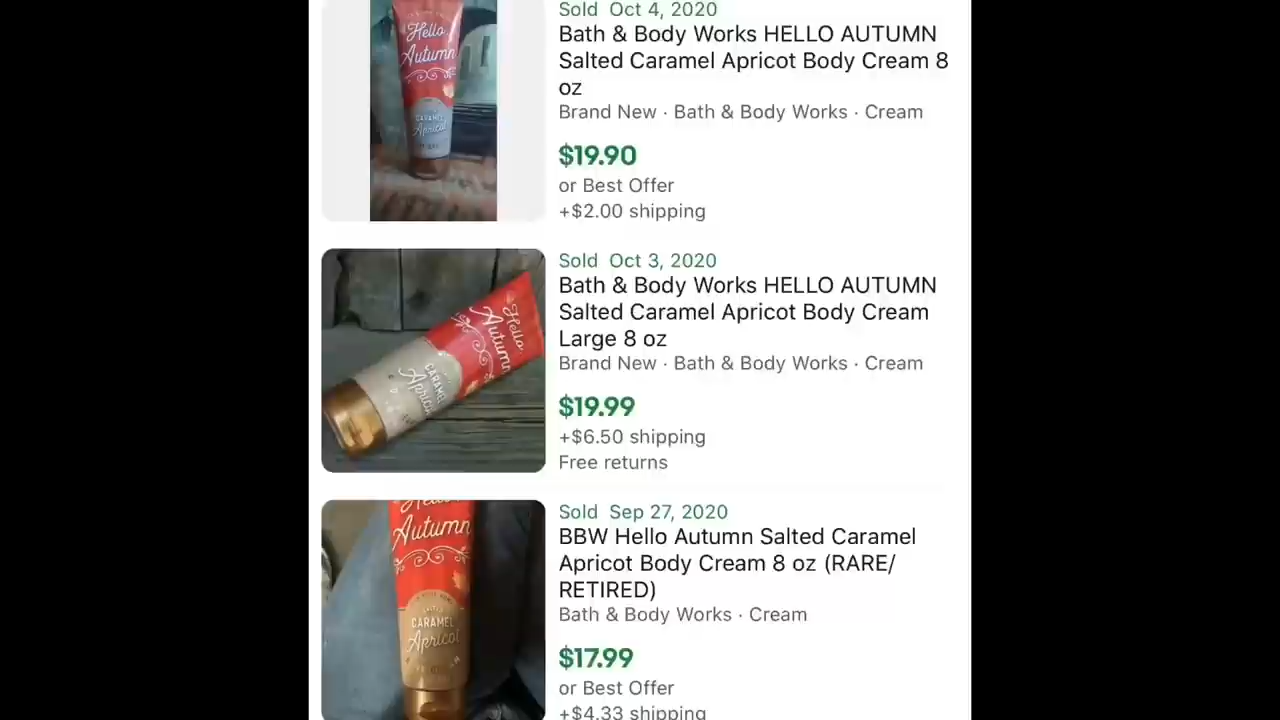 Sold Oct 4, 2020
Bath & Body Works HELLO AUTUMN
Salted Caramel Apricot Body Cream 8
oz
Brand New · Bath & Body Works · Cream
$19.90
or Best Offer
+$2.00 shipping
Hello
Autumn
CARAMEL
Apricot
Sold Oct 3, 2020
Bath & Body Works HELLO AUTUMN
Salted Caramel Apricot Body Cream
Large 8 oz
Brand New · Bath & Body Works · Cream
$19.99
+$6.50 shipping
Free returns
Hello
Autumn
CARAMEL
Apricot
Sold Sep 27, 2020
BBW Hello Autumn Salted Caramel
Apricot Body Cream 8 oz (RARE/
RETIRED)
Bath & Body Works · Cream
$17.99
or Best Offer
+$4.33 shipping
Hello
Autumn
SALTED
CARAMEL
Apricot